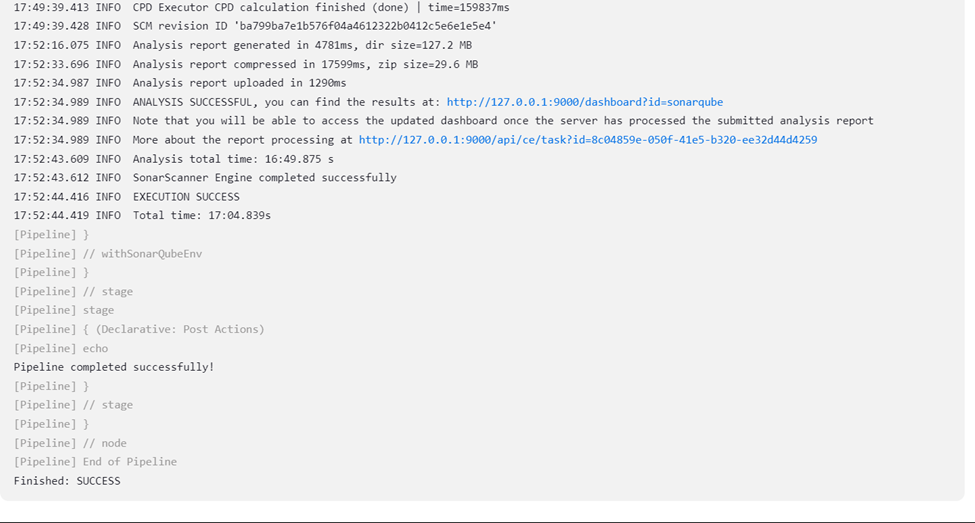 17:49:39.413 INFO  CPD Executor CPD calculation finished (done) | time=159837ms
17:49:39.428 INFO  SCM revision ID 'ba799ba7e1b576f04a4612322b0412c5e6e1e5e4'
17:52:16.075 INFO  Analysis report generated in 4781ms, dir size=127.2 MB
17:52:33.696 INFO  Analysis report compressed in 17599ms, zip size=29.6 MB
17:52:34.987 INFO  Analysis report uploaded in 1290ms
17:52:34.989 INFO  ANALYSIS SUCCESSFUL, you can find the results at: http://127.0.0.1:9000/dashboard?id=sonarqube
17:52:34.989 INFO  Note that you will be able to access the updated dashboard once the server has processed the submitted analysis report
17:52:34.989 INFO  More about the report processing at http://127.0.0.1:9000/api/ce/task?id=8c04859e-050f-41e5-b320-ee32d44d4259
17:52:43.609 INFO  Analysis total time: 16:49.875 s
17:52:43.612 INFO  SonarScanner Engine completed successfully
17:52:44.416 INFO  EXECUTION SUCCESS
17:52:44.419 INFO  Total time: 17:04.839s
[Pipeline] }
[Pipeline] // withSonarQubeEnv
[Pipeline] }
[Pipeline] // stage
[Pipeline] stage
[Pipeline] { (Declarative: Post Actions)
[Pipeline] echo
Pipeline completed successfully!
[Pipeline] }
[Pipeline] // stage
[Pipeline] }
[Pipeline] // node
[Pipeline] End of Pipeline
Finished: SUCCESS